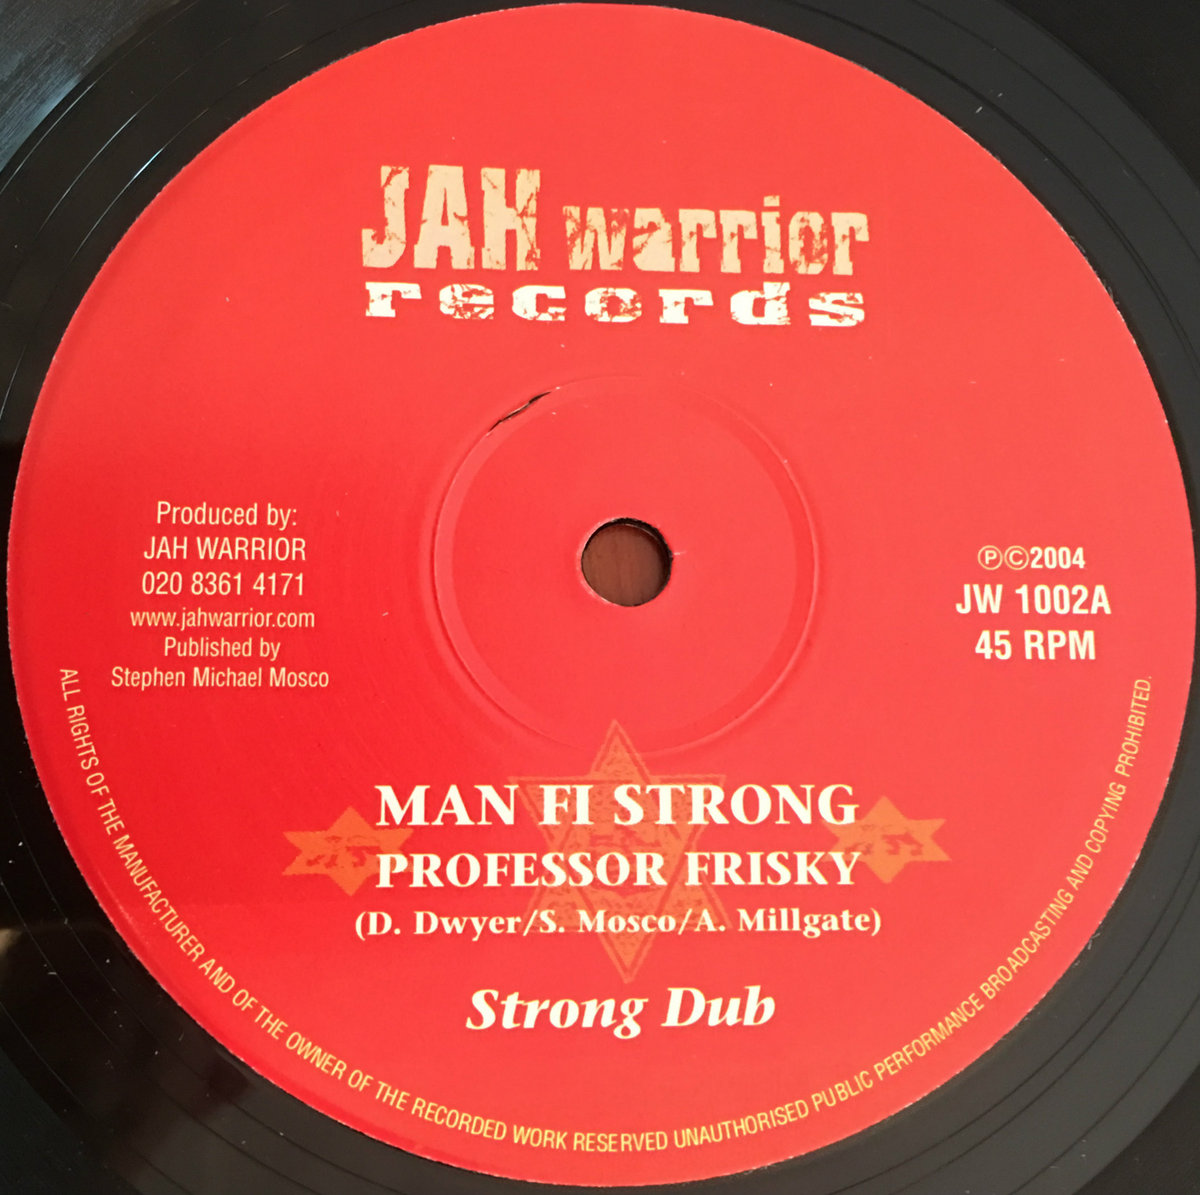 JAH warrior
records
Produced by:
JAH WARRIOR
020 8361 4171
www.jahwarrior.com
Published by
Stephen Michael Mosco
℗©2004
JW 1002A
45 RPM
MAN FI STRONG
PROFESSOR FRISKY
(D. Dwyer/S. Mosco/A. Millgate)
Strong Dub
ALL RIGHTS OF THE MANUFACTURER AND OF THE OWNER OF THE RECORDED WORK RESERVED UNAUTHORISED PUBLIC PERFORMANCE BROADCASTING AND COPYING PROHIBITED.